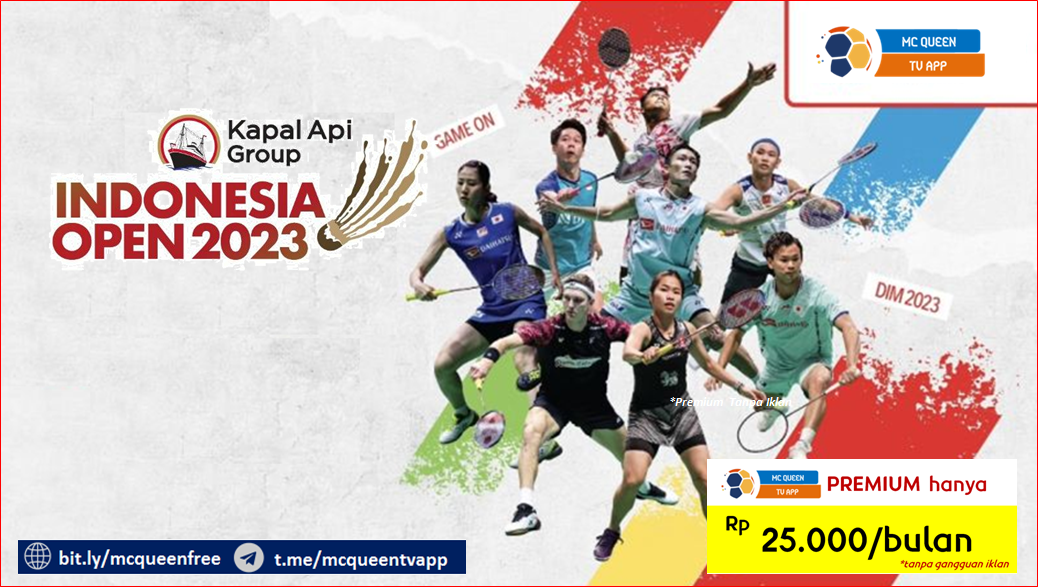 MC QUEEN
TV APP
GAME ON
Kapal Api
Group
INDONESIA
OPEN 2023
DAIHATSU
DIM 2023
*Premium Tanpa Iklan
MC QUEEN
TV APP
PREMIUM hanya
Rp 25.000/bulan
*tanpa gangguan iklan
bit.ly/mcqueenfree
t.me/mcqueentvapp